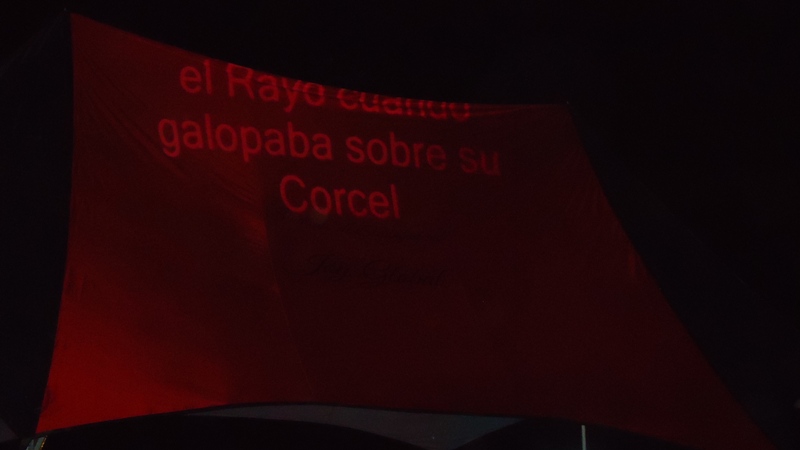 el Rayo cuando
galopaba sobre su
Corcel